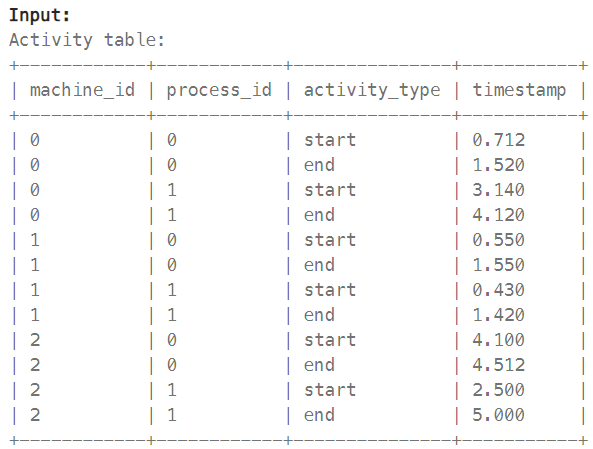 Input:
Activity table:
+------------+------------+---------------+-----------+
| machine_id | process_id | activity_type | timestamp |
+------------+------------+---------------+-----------+
| 0          | 0          | start         | 0.712     |
| 0          | 0          | end           | 1.520     |
| 0          | 1          | start         | 3.140     |
| 0          | 1          | end           | 4.120     |
| 1          | 0          | start         | 0.550     |
| 1          | 0          | end           | 1.550     |
| 1          | 1          | start         | 0.430     |
| 1          | 1          | end           | 1.420     |
| 2          | 0          | start         | 4.100     |
| 2          | 0          | end           | 4.512     |
| 2          | 1          | start         | 2.500     |
| 2          | 1          | end           | 5.000     |
+------------+------------+---------------+-----------+